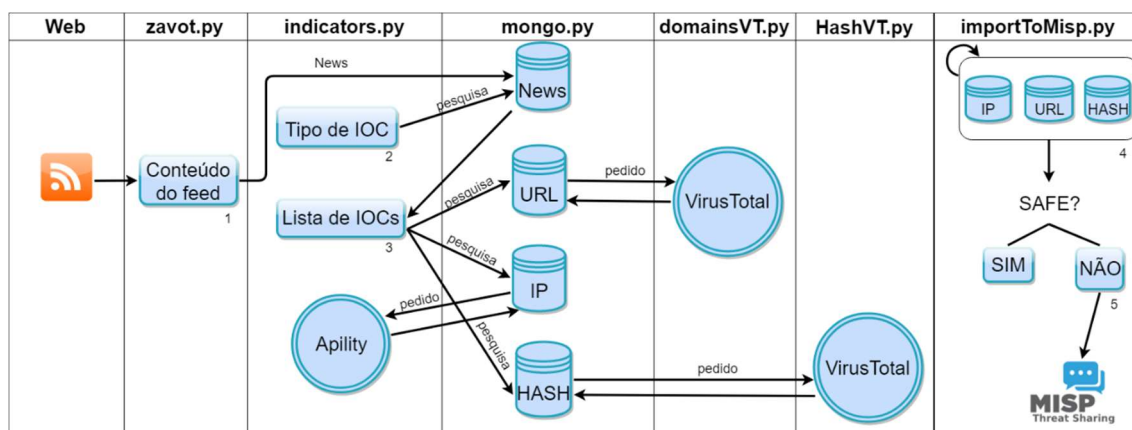 Web
zavot.py
indicators.py
mongo.py
domainsVT.py
HashVT.py
importToMisp.py
News
pesquisa
News
Tipo de IOC
2
Conteúdo
do feed
1
Lista de IOCs
3
pesquisa
URL
pedido
VirusTotal
pesquisa
IP
pedido
Apility
pesquisa
HASH
pedido
VirusTotal
IP
URL
HASH
4
SAFE?
SIM
NÃO
5
MISP
Threat Sharing